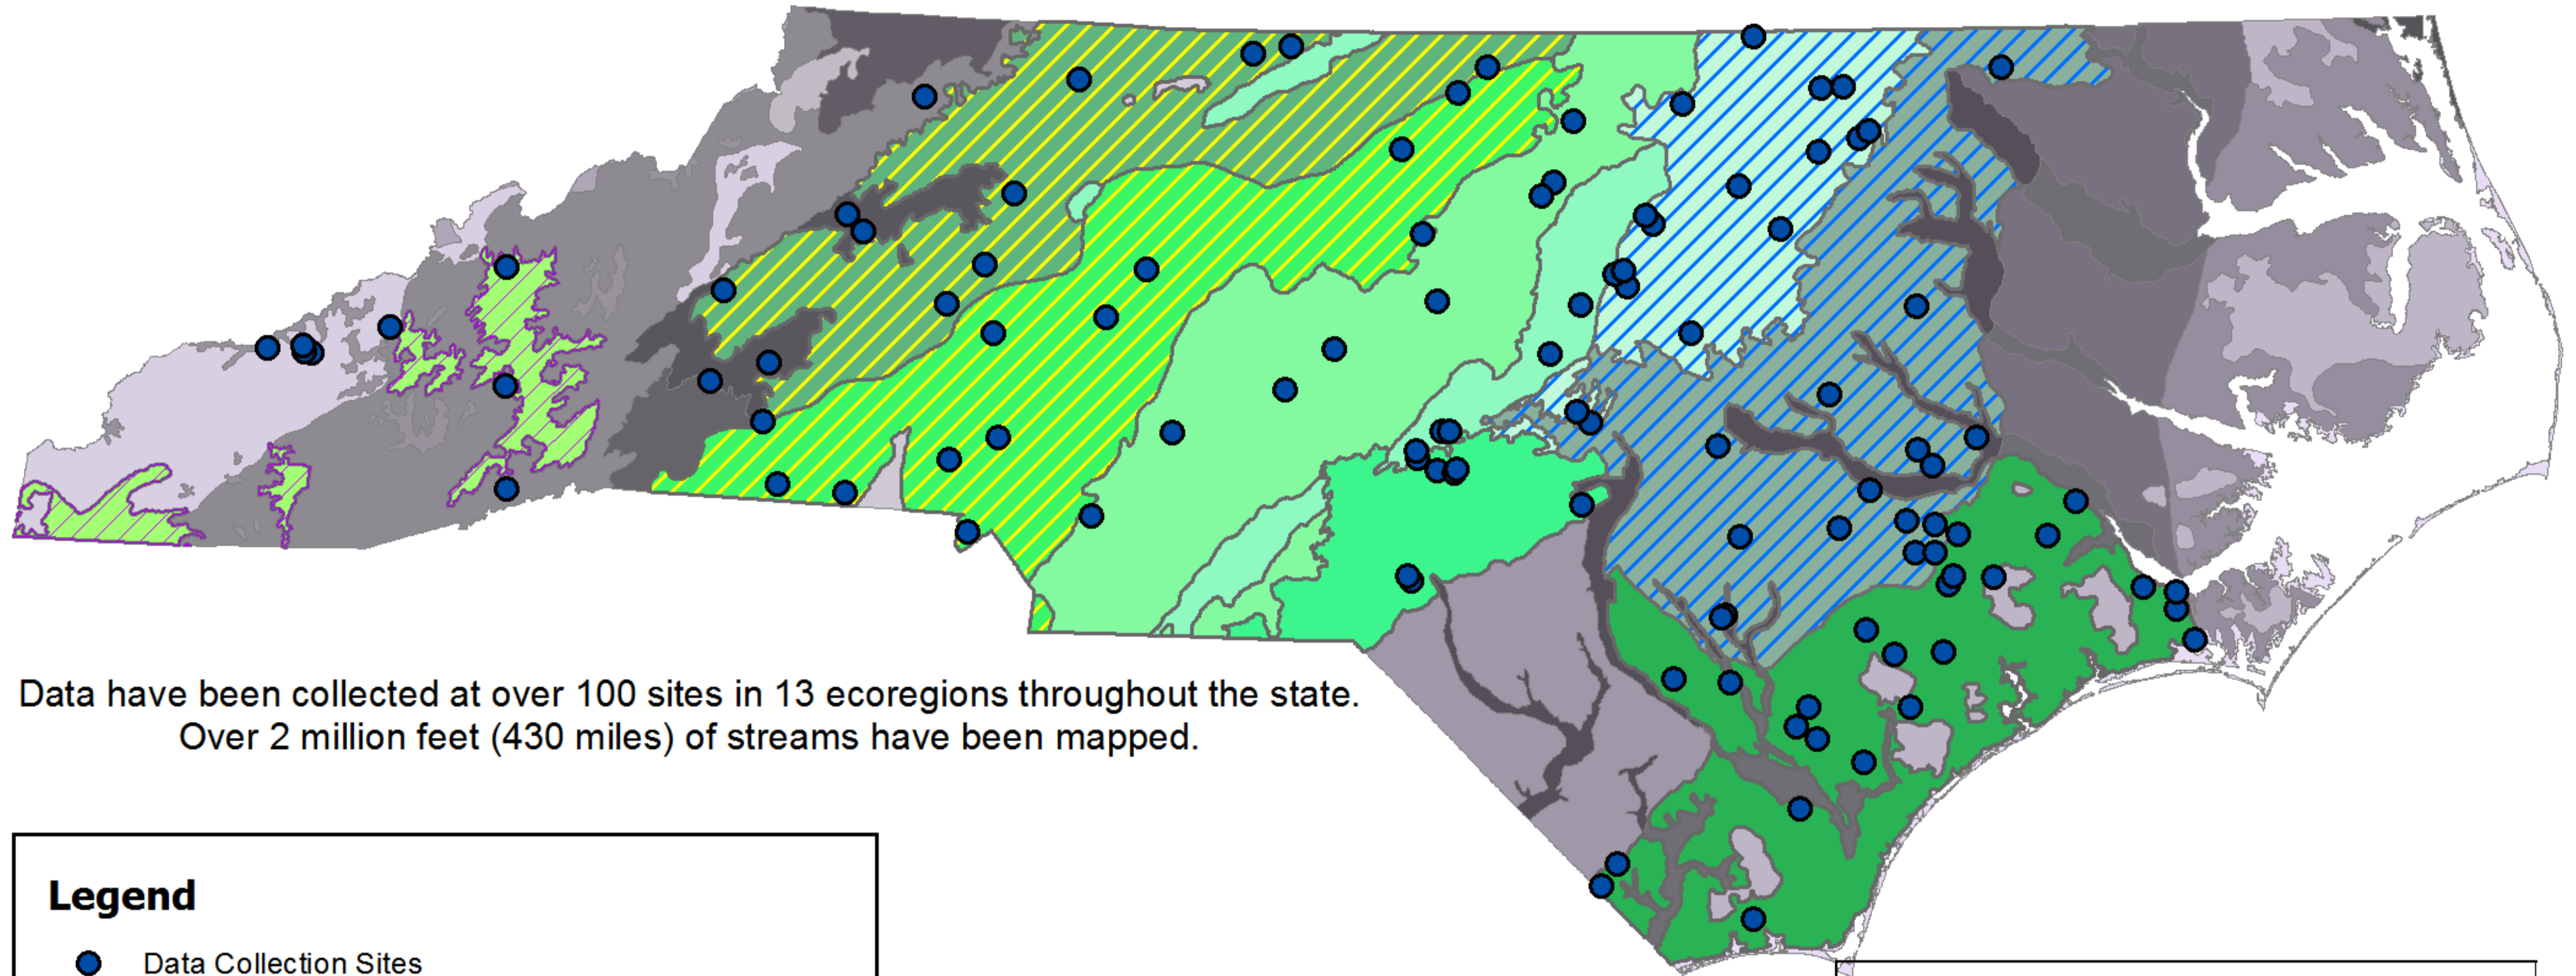 Data have been collected at over 100 sites in 13 ecoregions throughout the state.
Over 2 million feet (430 miles) of streams have been mapped.
Legend
Data Collection Sites